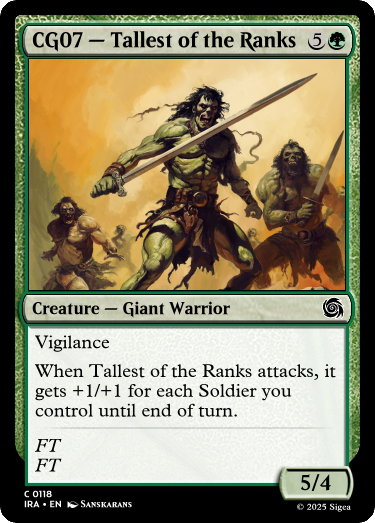 CG07 — Tallest of the Ranks 5
Creature — Giant Warrior
Vigilance
When Tallest of the Ranks attacks, it
gets +1/+1 for each Soldier you
control until end of turn.
FT
FT
5/4
C 0118
IRA • EN Sanskarans
© 2025 Sigea